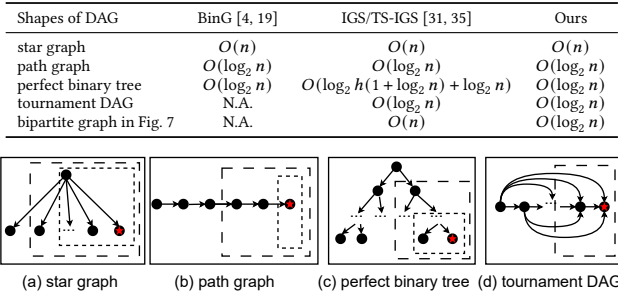 Shapes of DAG BinG [4, 19] IGS/TS-IGS [31, 35] Ours
star graph O(n) O(n) O(n)
path graph O(log₂ n) O(log₂ n) O(log₂ n)
perfect binary tree O(log₂ n) O(log₂ h(1 + log₂ n) + log₂ n) O(log₂ n)
tournament DAG N.A. O(log₂ n) O(log₂ n)
bipartite graph in Fig. 7 N.A. O(n) O(log₂ n)
(a) star graph (b) path graph (c) perfect binary tree (d) tournament DAG